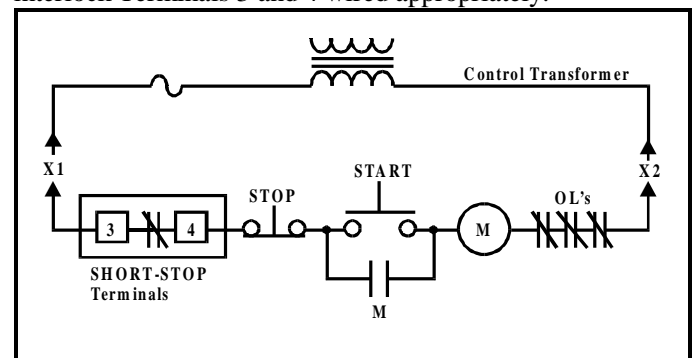 interlock Terminals 3 and 4 wired appropriately.
Control Transformer
X1
X2
START
STOP
OL's
3
4
M
SHORT-STOP
Terminals
M